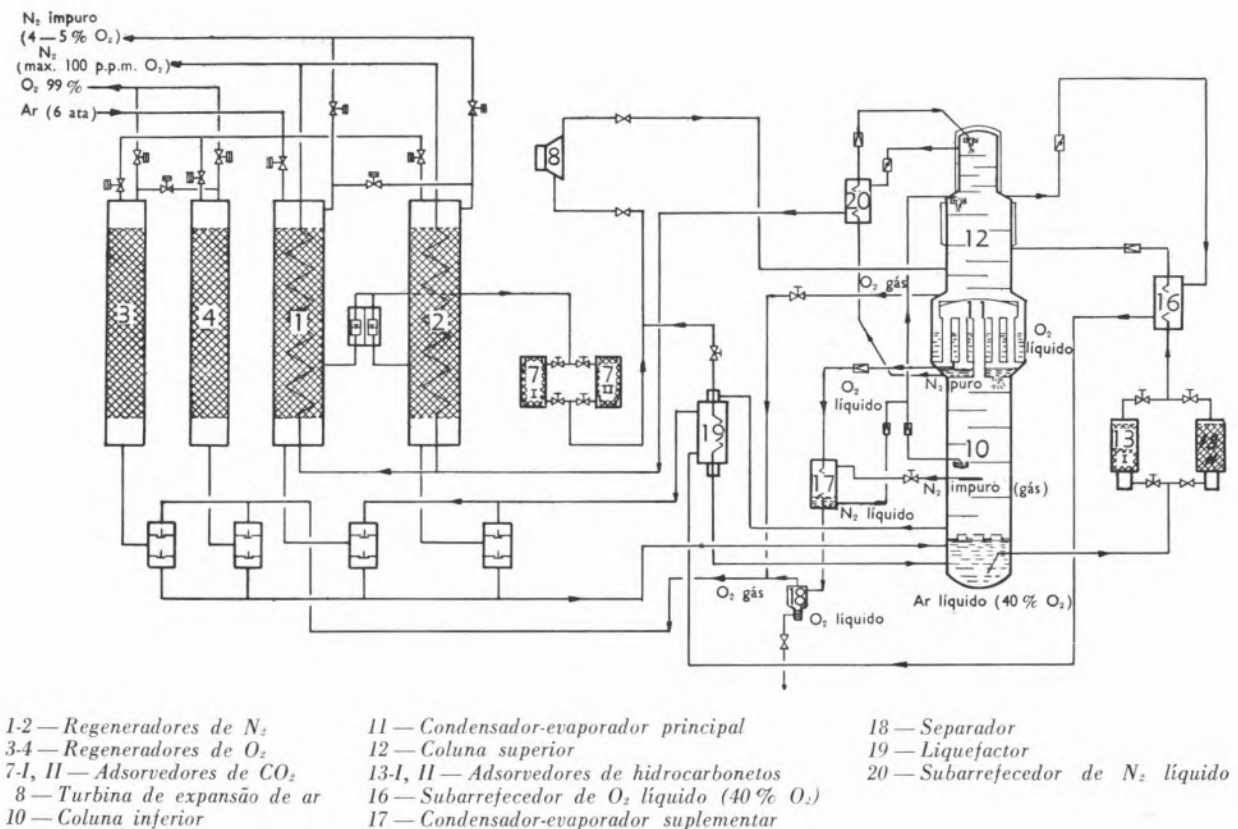 N₂ impuro
(4—5 % O₂)
N₂
(max. 100 p.p.m. O₂)
O₂ 99 %
Ar (6 ata)
3
4
1
2
8
7
I
7
II
19
20
12
O₂ gás
11
O₂
líquido
16
N₂ puro
O₂
líquido
10
13
I
17
N₂ impuro (gás)
N₂ líquido
O₂ gás
18
O₂ líquido
Ar líquido (40 % O₂)
1-2 — Regeneradores de N₂
3-4 — Regeneradores de O₂
7-I, II — Adsorvedores de CO₂
8 — Turbina de expansão de ar
10 — Coluna inferior
11 — Condensador-evaporador principal
12 — Coluna superior
13-I, II — Adsorvedores de hidrocarbonetos
16 — Subarrefecedor de O₂ líquido (40 % O₂)
17 — Condensador-evaporador suplementar
18 — Separador
19 — Liquefactor
20 — Subarrefecedor de N₂ líquido